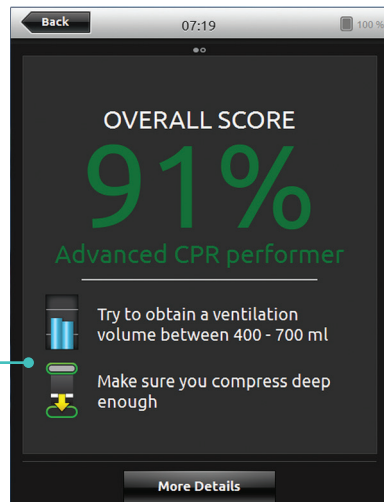 Back
07:19
100 %
OVERALL SCORE
91%
Advanced CPR performer
Try to obtain a ventilation
volume between 400 - 700 ml
Make sure you compress deep
enough
More Details